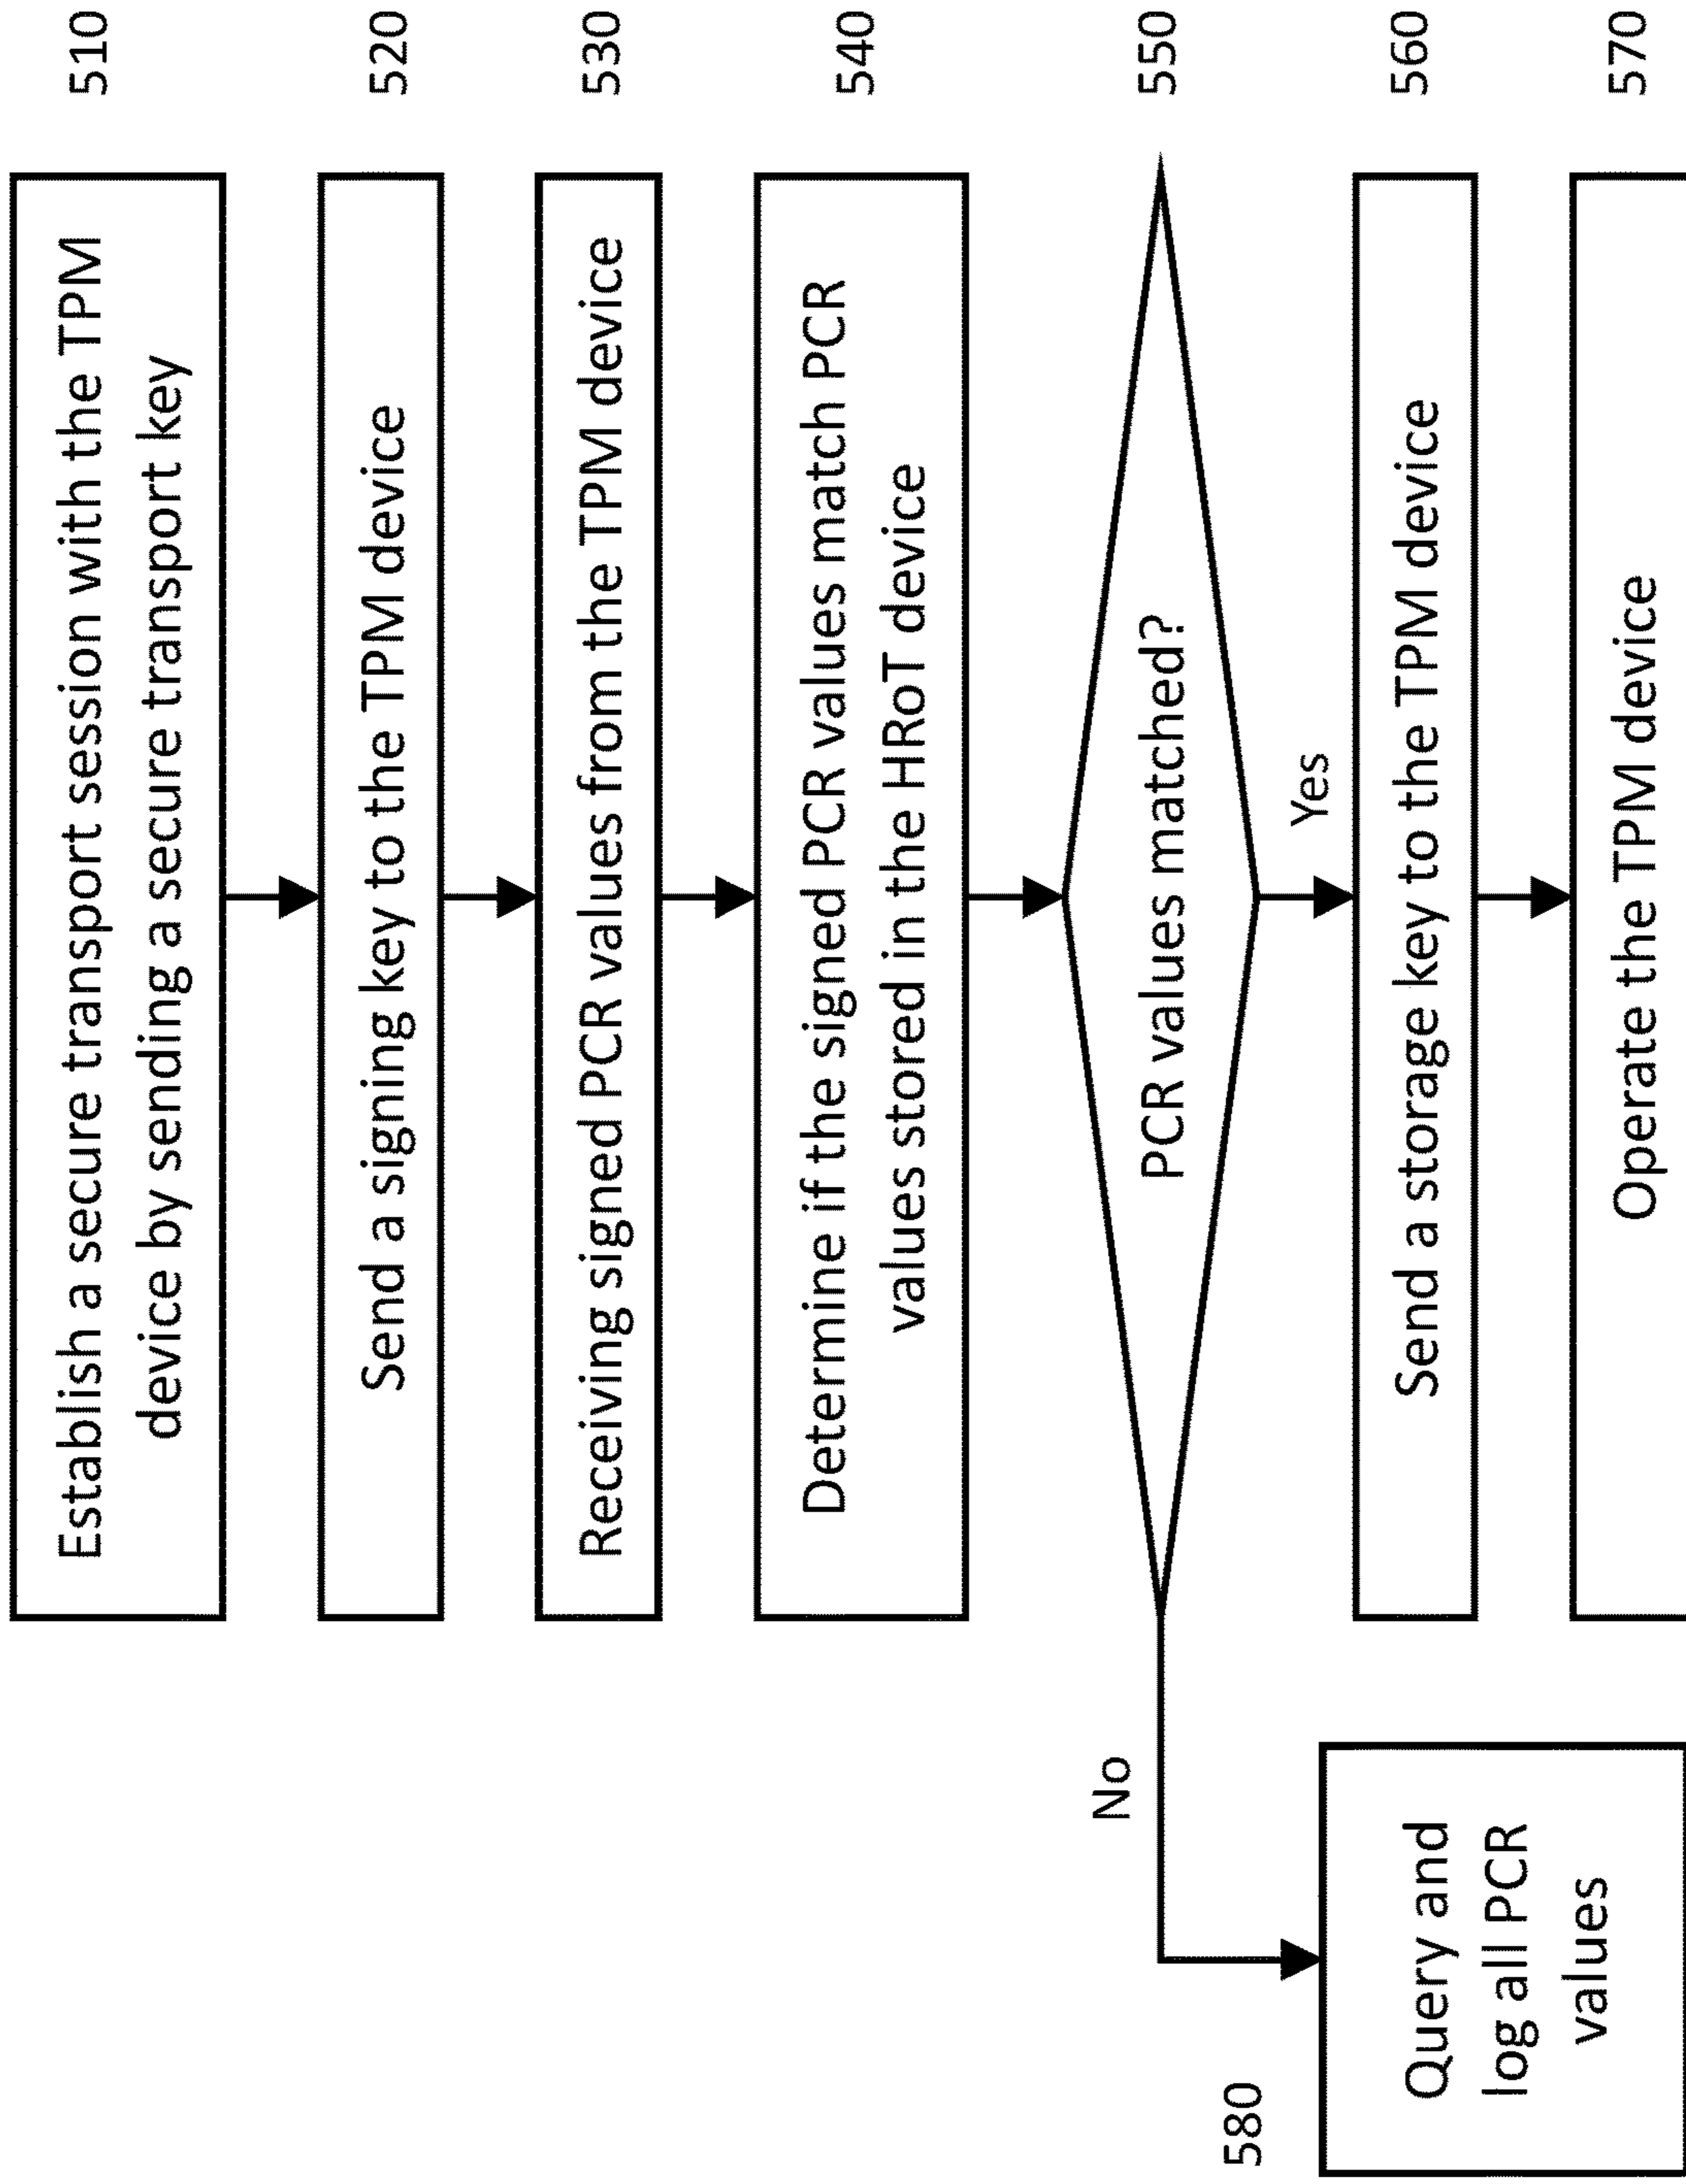 Establish a secure transport session with the TPM
device by sending a secure transport key
510
Send a signing key to the TPM device
520
Receiving signed PCR values from the TPM device
530
Determine if the signed PCR values match PCR
values stored in the HRoT device
540
PCR values matched?
550
No
Yes
Send a storage key to the TPM device
560
Operate the TPM device
570
580
Query and
log all PCR
values